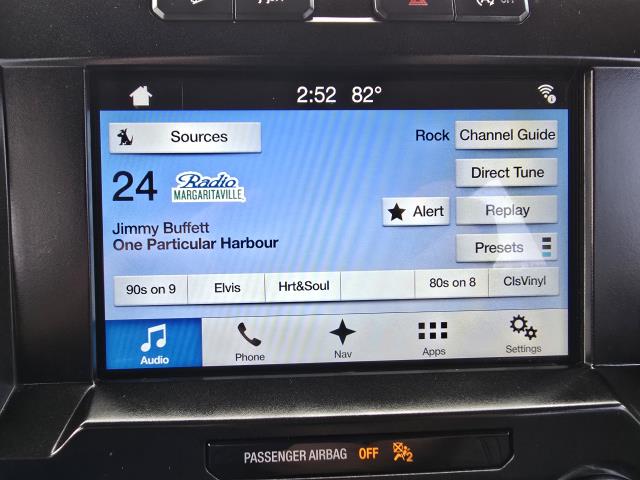 OFF
2:52 82°
Sources
Rock
Channel Guide
24
Radio
MARGARITAVILLE
Direct Tune
Alert
Replay
Jimmy Buffett
One Particular Harbour
Presets
90s on 9
Elvis
Hrt&Soul
80s on 8
ClsVinyl
Audio
Phone
Nav
Apps
Settings
PASSENGER AIRBAG OFF 2